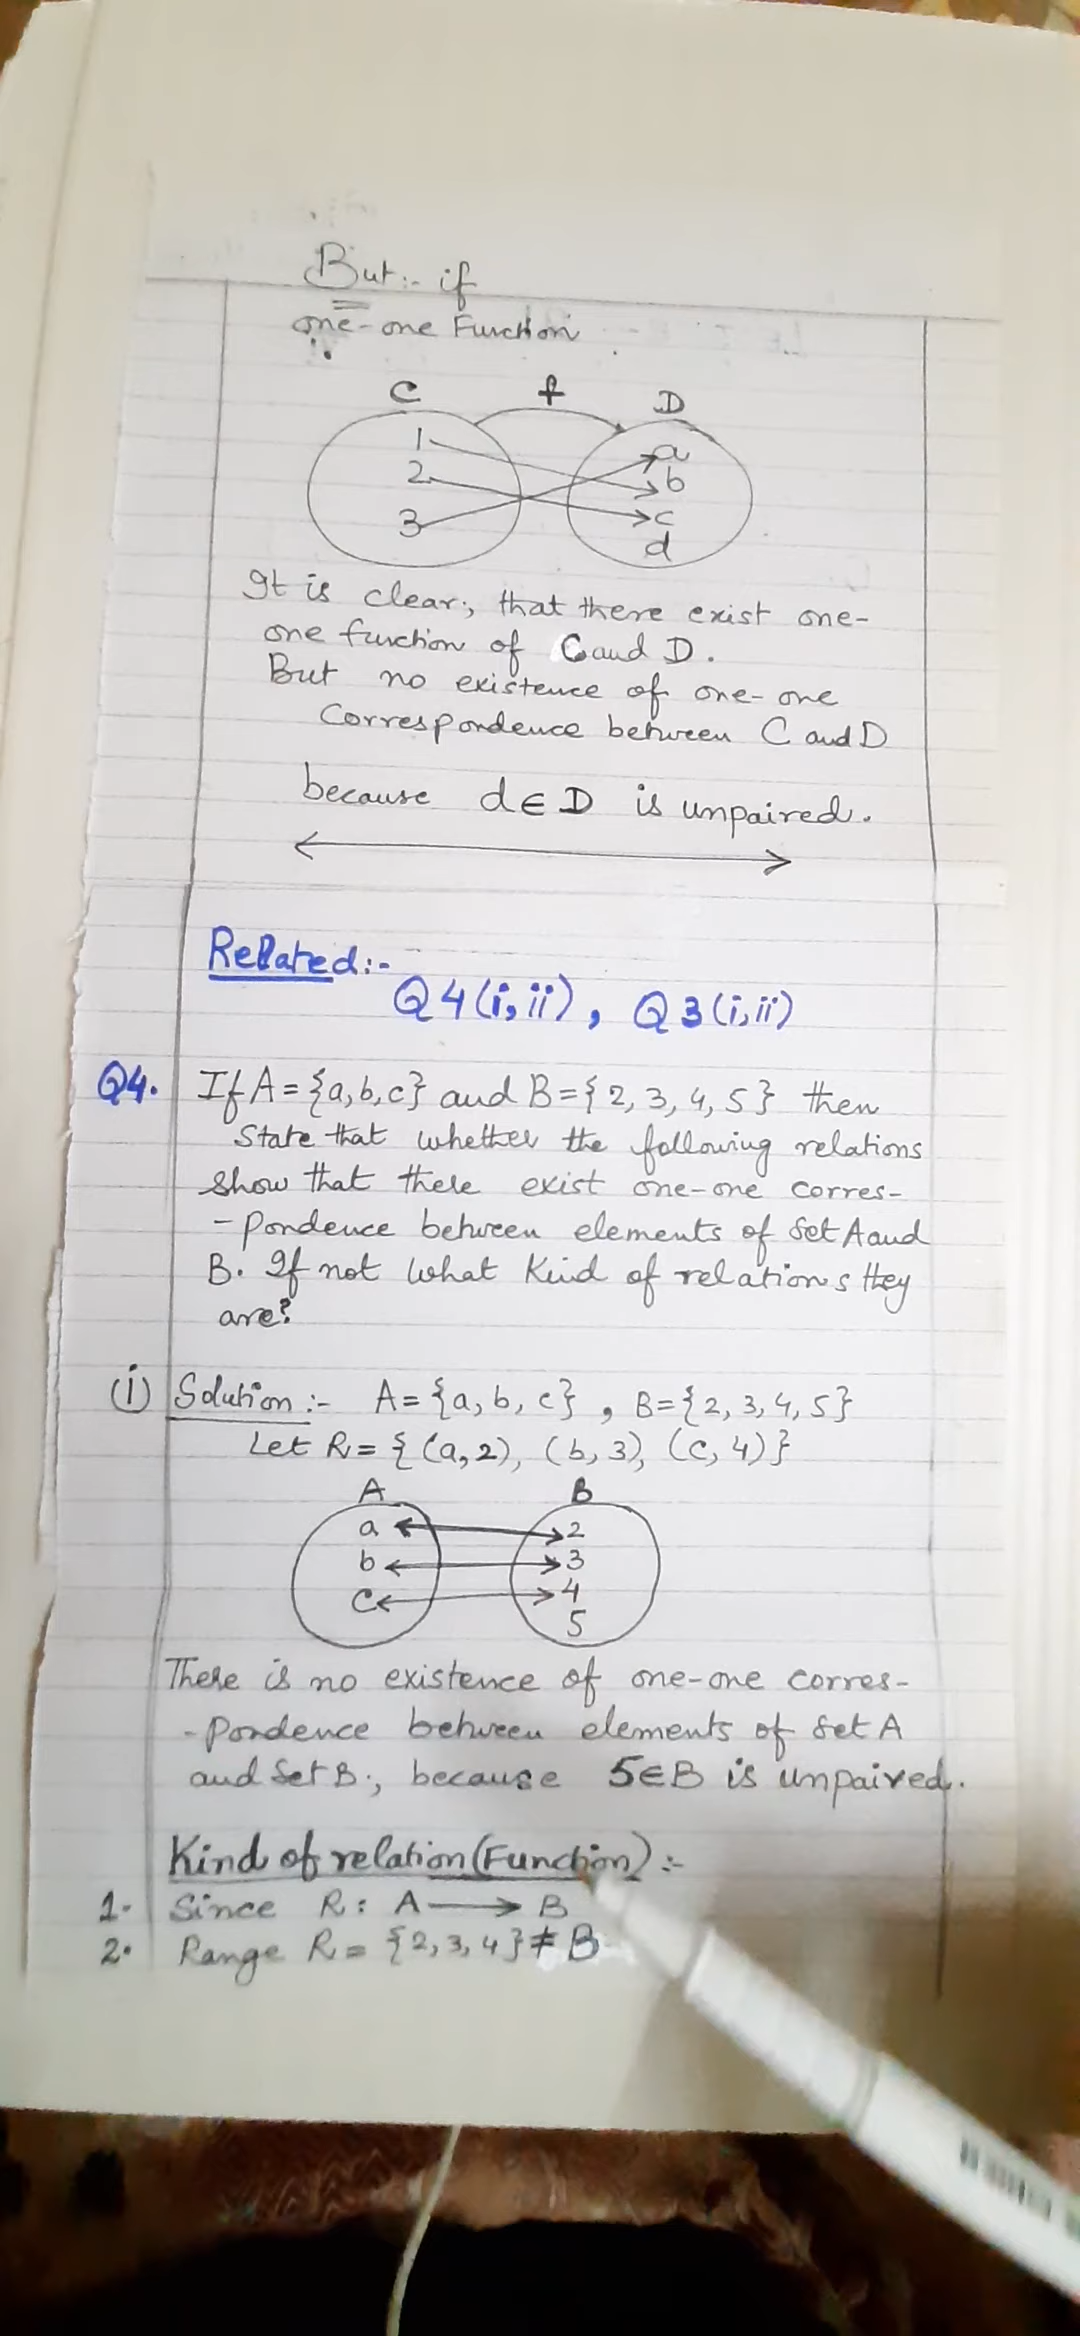 But:- if
one-one Function
C f D
1 a
2 b
3 c
d
It is clear, that there exist one-
one function of C and D.
But no existence of one-one
Correspondence between C and D
because d∈D is unpaired.
Related:-
Q4(i,ii), Q3(i,ii)
Q4. If A={a,b,c} and B={2,3,4,5} then
State that whether the following relations
Show that there exist one-one corres-
-pondence between elements of Set A and
B. If not what Kind of relations they
are?
(i) Solution:- A={a,b,c}, B={2,3,4,5}
Let R={(a,2), (b,3), (c,4)}
A B
a 2
b 3
c 4
5
There is no existence of one-one corres-
-pondence between elements of Set A
and Set B., because 5∈B is unpaired.
Kind of relation (Function):-
1. Since R: A → B
2. Range R = {2,3,4} ≠ B